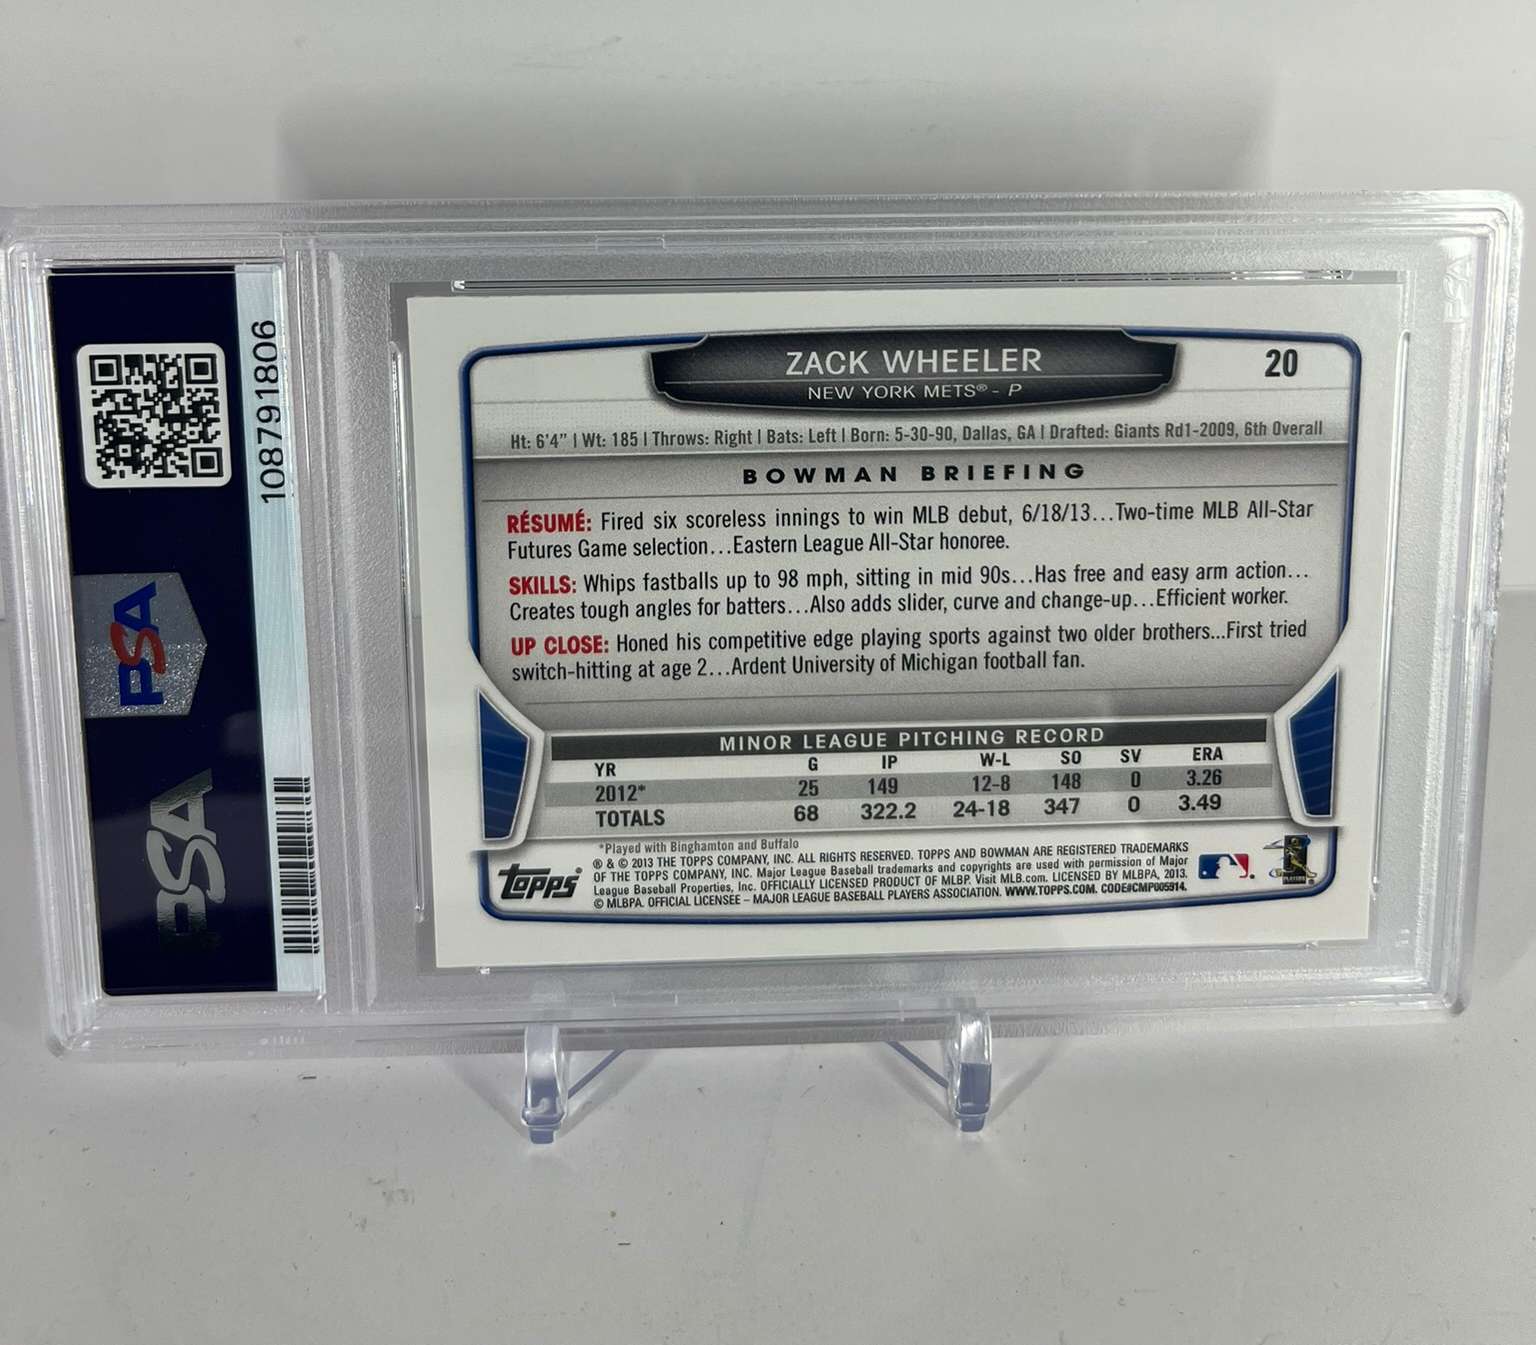 108791806
PSA
PSA
ZACK WHEELER
20
NEW YORK METS® - P
Ht: 6'4" | Wt: 185 | Throws: Right | Bats: Left | Born: 5-30-90, Dallas, GA | Drafted: Giants Rd1-2009, 6th Overall
BOWMAN BRIEFING
RÉSUMÉ: Fired six scoreless innings to win MLB debut, 6/18/13...Two-time MLB All-Star
Futures Game selection...Eastern League All-Star honoree.
SKILLS: Whips fastballs up to 98 mph, sitting in mid 90s...Has free and easy arm action...
Creates tough angles for batters...Also adds slider, curve and change-up...Efficient worker.
UP CLOSE: Honed his competitive edge playing sports against two older brothers...First tried
switch-hitting at age 2...Ardent University of Michigan football fan.
MINOR LEAGUE PITCHING RECORD
YR G IP W-L SO SV ERA
2012* 25 149 12-8 148 0 3.26
TOTALS 68 322.2 24-18 347 0 3.49
*Played with Binghamton and Buffalo
® & © 2013 THE TOPPS COMPANY, INC. ALL RIGHTS RESERVED. TOPPS AND BOWMAN ARE REGISTERED TRADEMARKS
OF THE TOPPS COMPANY, INC. Major League Baseball trademarks and copyrights are used with permission of Major
League Baseball Properties, Inc. OFFICIALLY LICENSED PRODUCT OF MLBP. Visit MLB.com. LICENSED BY MLBPA, 2013.
© MLBPA. OFFICIAL LICENSEE – MAJOR LEAGUE BASEBALL PLAYERS ASSOCIATION. WWW.TOPPS.COM. CODE#CMP005914.
Topps